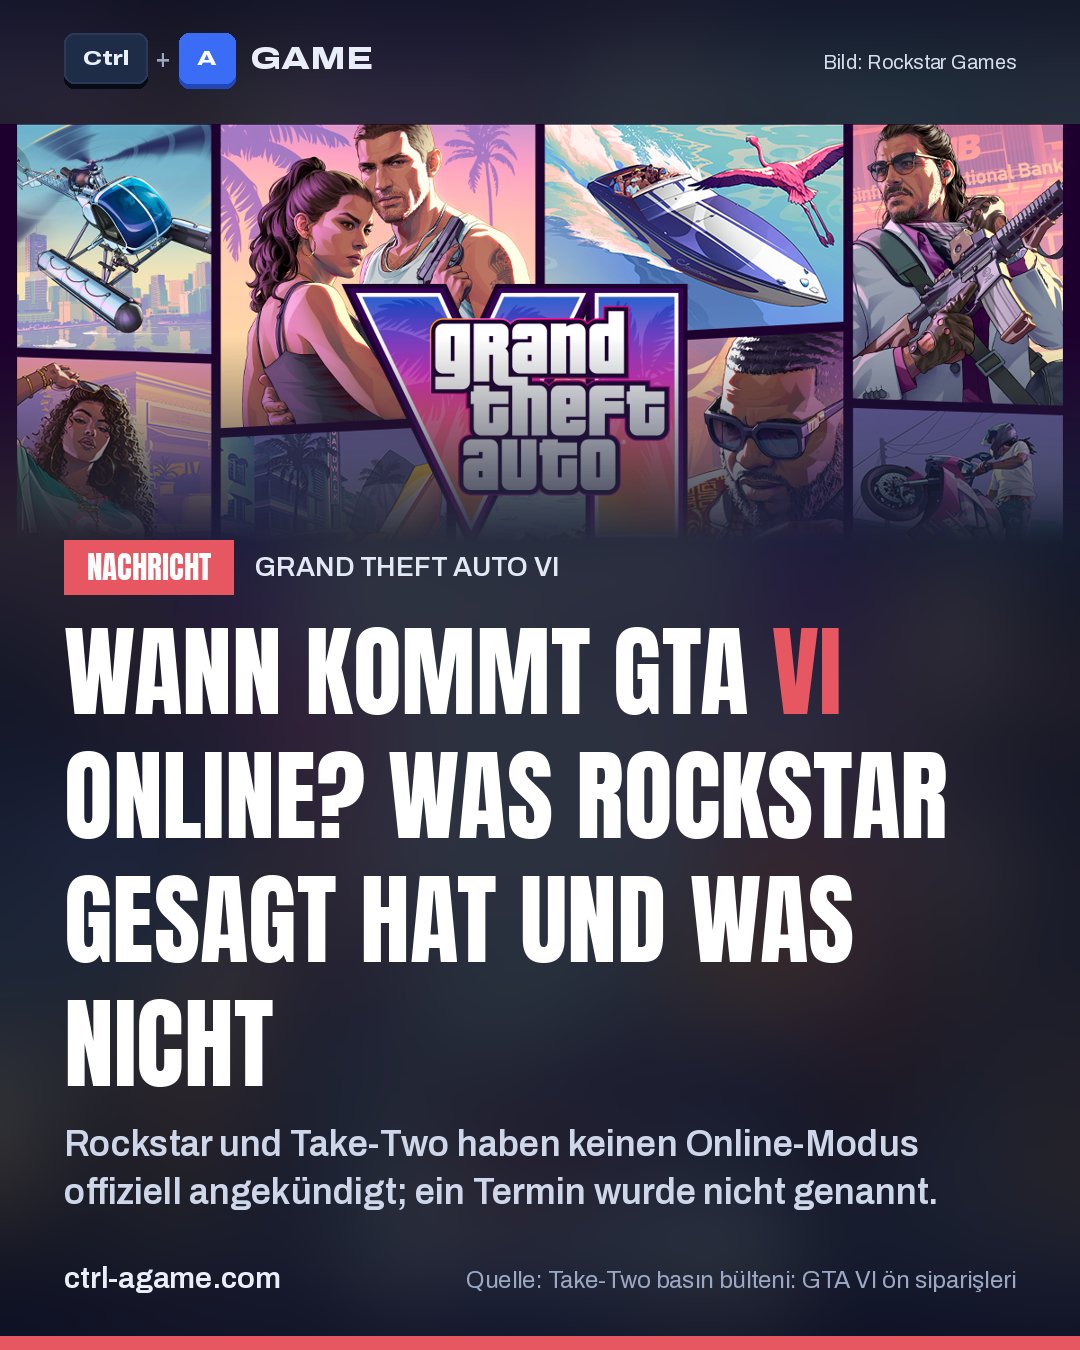 Ctrl + A GAME
Bild: Rockstar Games
grand
theft
auto
NACHRICHT GRAND THEFT AUTO VI
WANN KOMMT GTA VI
ONLINE? WAS ROCKSTAR
GESAGT HAT UND WAS
NICHT
Rockstar und Take-Two haben keinen Online-Modus
offiziell angekündigt; ein Termin wurde nicht genannt.
ctrl-agame.com
Quelle: Take-Two basın bülteni: GTA VI ön siparişleri